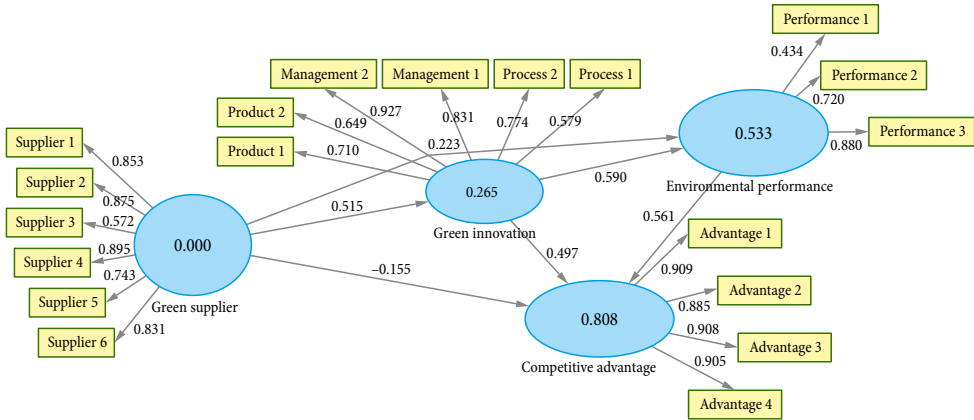 Performance 1
0.434
Performance 2
0.720
Performance 3
0.880
0.533
Environmental performance
Management 2
Management 1
Process 2
Process 1
0.927
0.831
0.774
0.579
Product 2
0.649
Product 1
0.710
0.223
0.265
Green innovation
0.590
0.515
0.497
0.561
Supplier 1
0.853
Supplier 2
0.875
Supplier 3
0.572
Supplier 4
0.895
Supplier 5
0.743
Supplier 6
0.831
0.000
Green supplier
–0.155
Advantage 1
0.909
Advantage 2
0.885
Advantage 3
0.908
Advantage 4
0.905
0.808
Competitive advantage